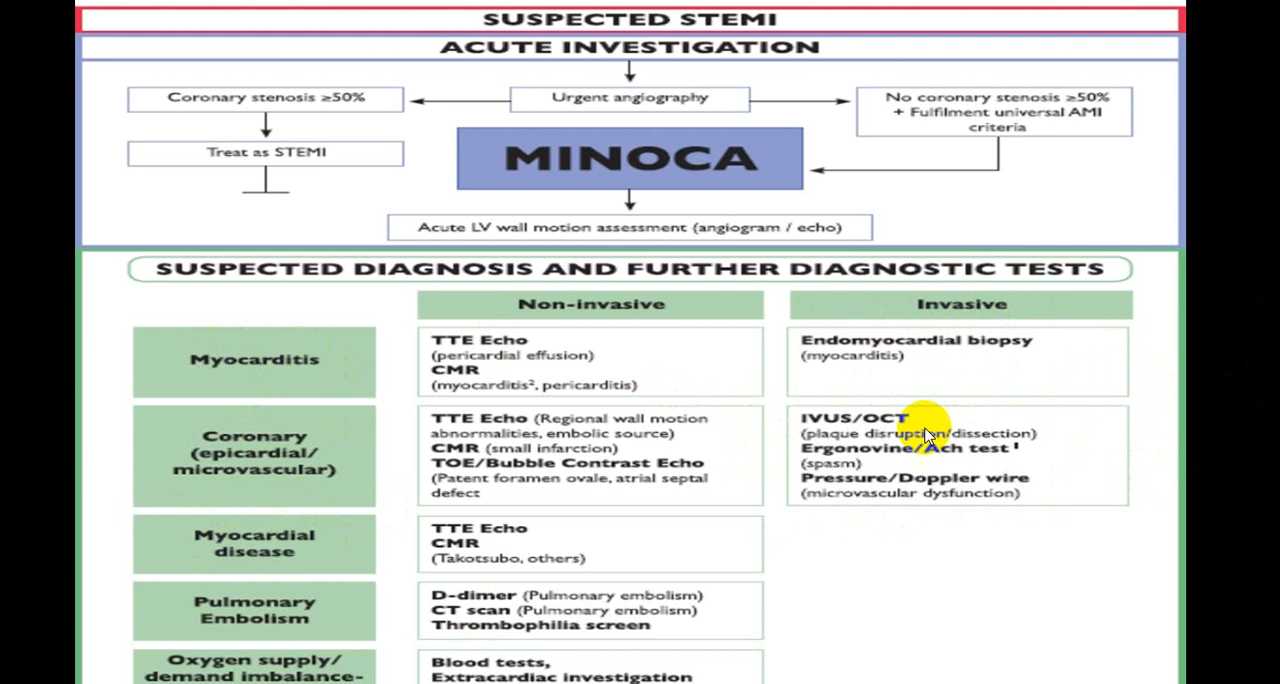 SUSPECTED STEMI
ACUTE INVESTIGATION
Coronary stenosis ≥50%
Urgent angiography
No coronary stenosis ≥50%
+ Fulfilment universal AMI
criteria
Treat as STEMI
MINOCA
Acute LV wall motion assessment (angiogram / echo)
SUSPECTED DIAGNOSIS AND FURTHER DIAGNOSTIC TESTS
Non-invasive
Invasive
Myocarditis
TTE Echo
(pericardial effusion)
CMR
(myocarditis², pericarditis)
Endomyocardial biopsy
(myocarditis)
Coronary
(epicardial/
microvascular)
TTE Echo (Regional wall motion
abnormalities, embolic source)
CMR (small infarction)
TOE/Bubble Contrast Echo
(Patent foramen ovale, atrial septal
defect
IVUS/OCT
(plaque disruption/dissection)
Ergonovine/Ach test¹
(spasm)
Pressure/Doppler wire
(microvascular dysfunction)
Myocardial
disease
TTE Echo
CMR
(Takotsubo, others)
Pulmonary
Embolism
D-dimer (Pulmonary embolism)
CT scan (Pulmonary embolism)
Thrombophilia screen
Oxygen supply/
demand imbalance-
Blood tests,
Extracardiac investigation